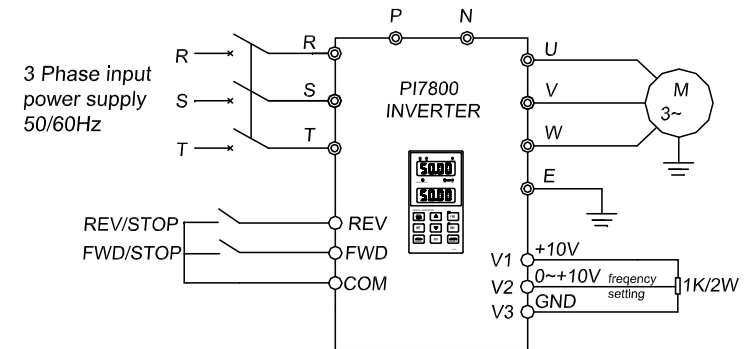 P N
R R U
3 Phase input
power supply
50/60Hz
S S V
T T W
PI7800
INVERTER
M
3~
50.00
50.00
E
REV/STOP REV
FWD/STOP FWD
COM
V1 +10V
V2 0~+10V freqency
setting
1K/2W
V3 GND